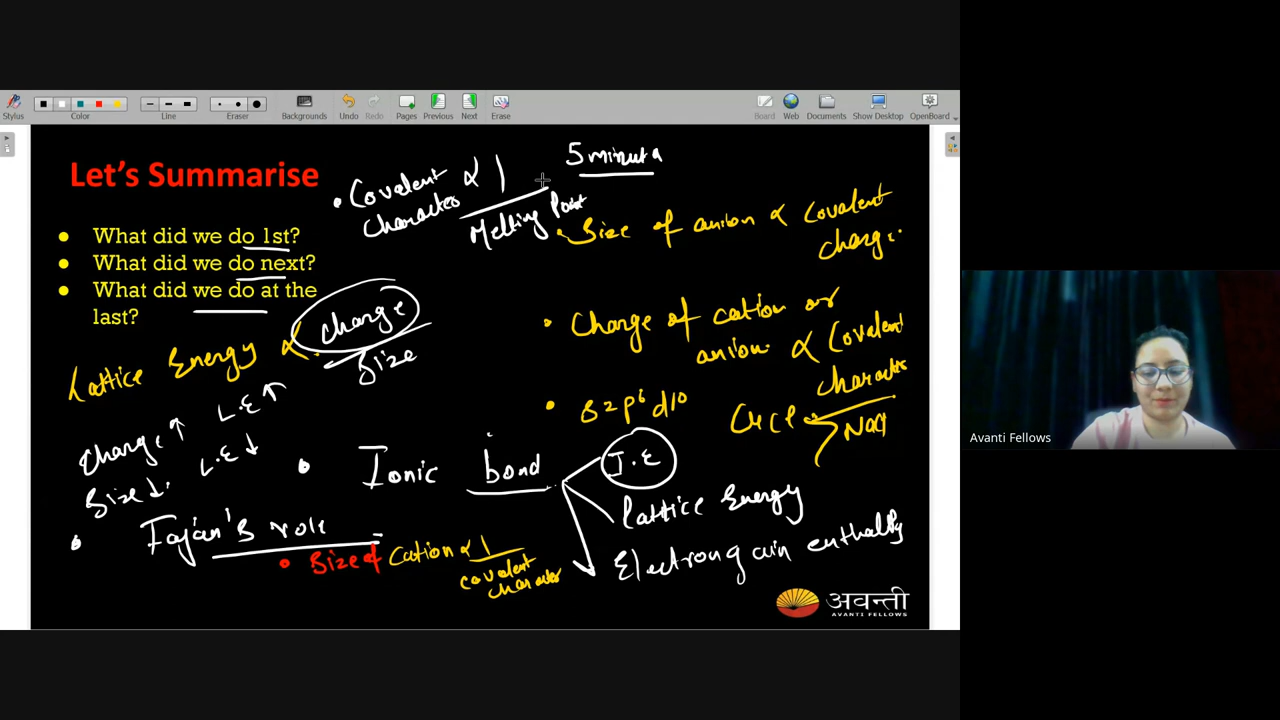 Stylus
Color
Line
Eraser
Backgrounds
Undo
Redo
Pages
Previous
Next
Erase
Board
Web
Documents
Show Desktop
OpenBoard
Let's Summarise
● What did we do 1st?
● What did we do next?
● What did we do at the
last?
5 minut
• Covalent ∝ 1
character
Melting Point
• Size of anion ∝ covalent
• Charge of cation or
anion ∝ Covalent
character
• s2p6d10
CuCl
NaCl
Lattice Energy ∝ charge
Size
Charge ↑ L.E ↑
Size ↓ L.E ↓
• Ionic bond
I.E
Lattice Energy
Electron gain enthalpy
• Fajan's role
• Size of Cation ∝ 1
covalent
character
अवन्ती
AVANTI FELLOWS
Avanti Fellows